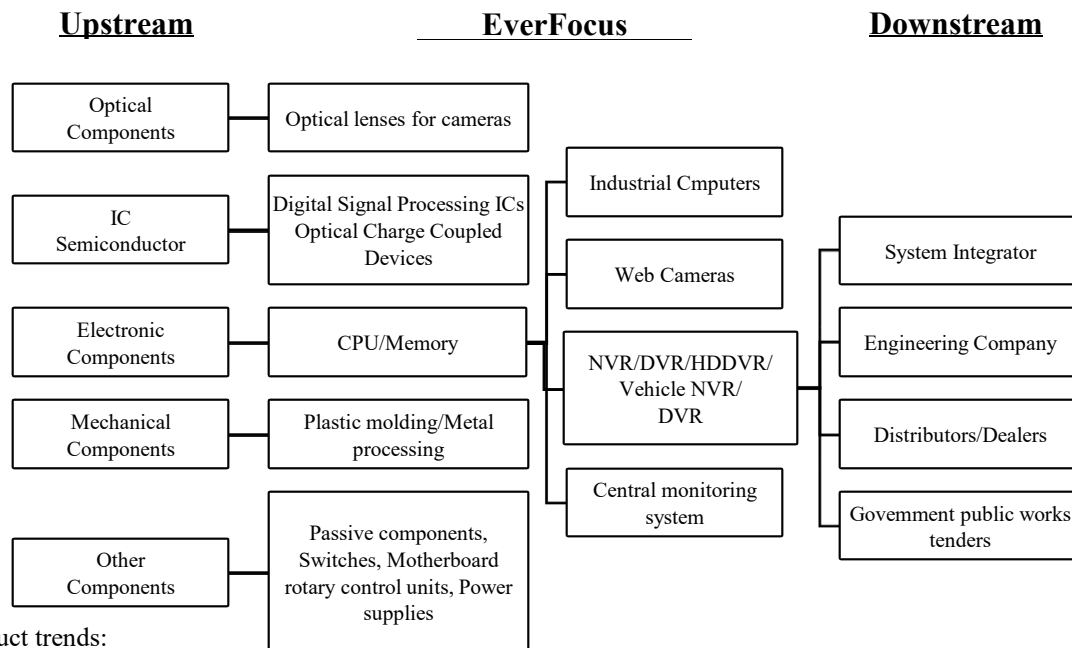 Upstream
EverFocus
Downstream
Optical
Components
Optical lenses for cameras
IC
Semiconductor
Digital Signal Processing ICs
Optical Charge Coupled
Devices
Electronic
Components
CPU/Memory
Mechanical
Components
Plastic molding/Metal
processing
Other
Components
Passive components,
Switches, Motherboard
rotary control units, Power
supplies
Industrial Cmputers
Web Cameras
NVR/DVR/HDDVR/
Vehicle NVR/
DVR
Central monitoring
system
System Integrator
Engineering Company
Distributors/Dealers
Government public works
tenders
uct trends: